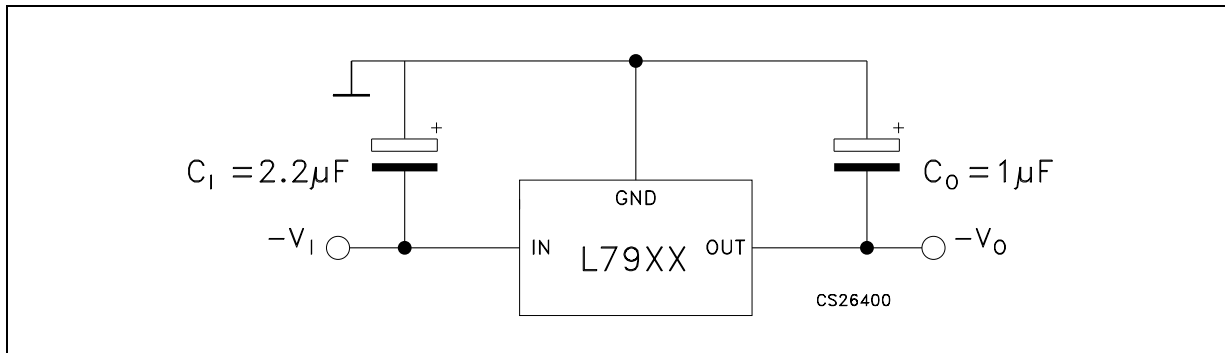 +
+
C_I =2.2μF
C_O =1μF
GND
-V_I
IN
L79XX
OUT
-V_O
CS26400